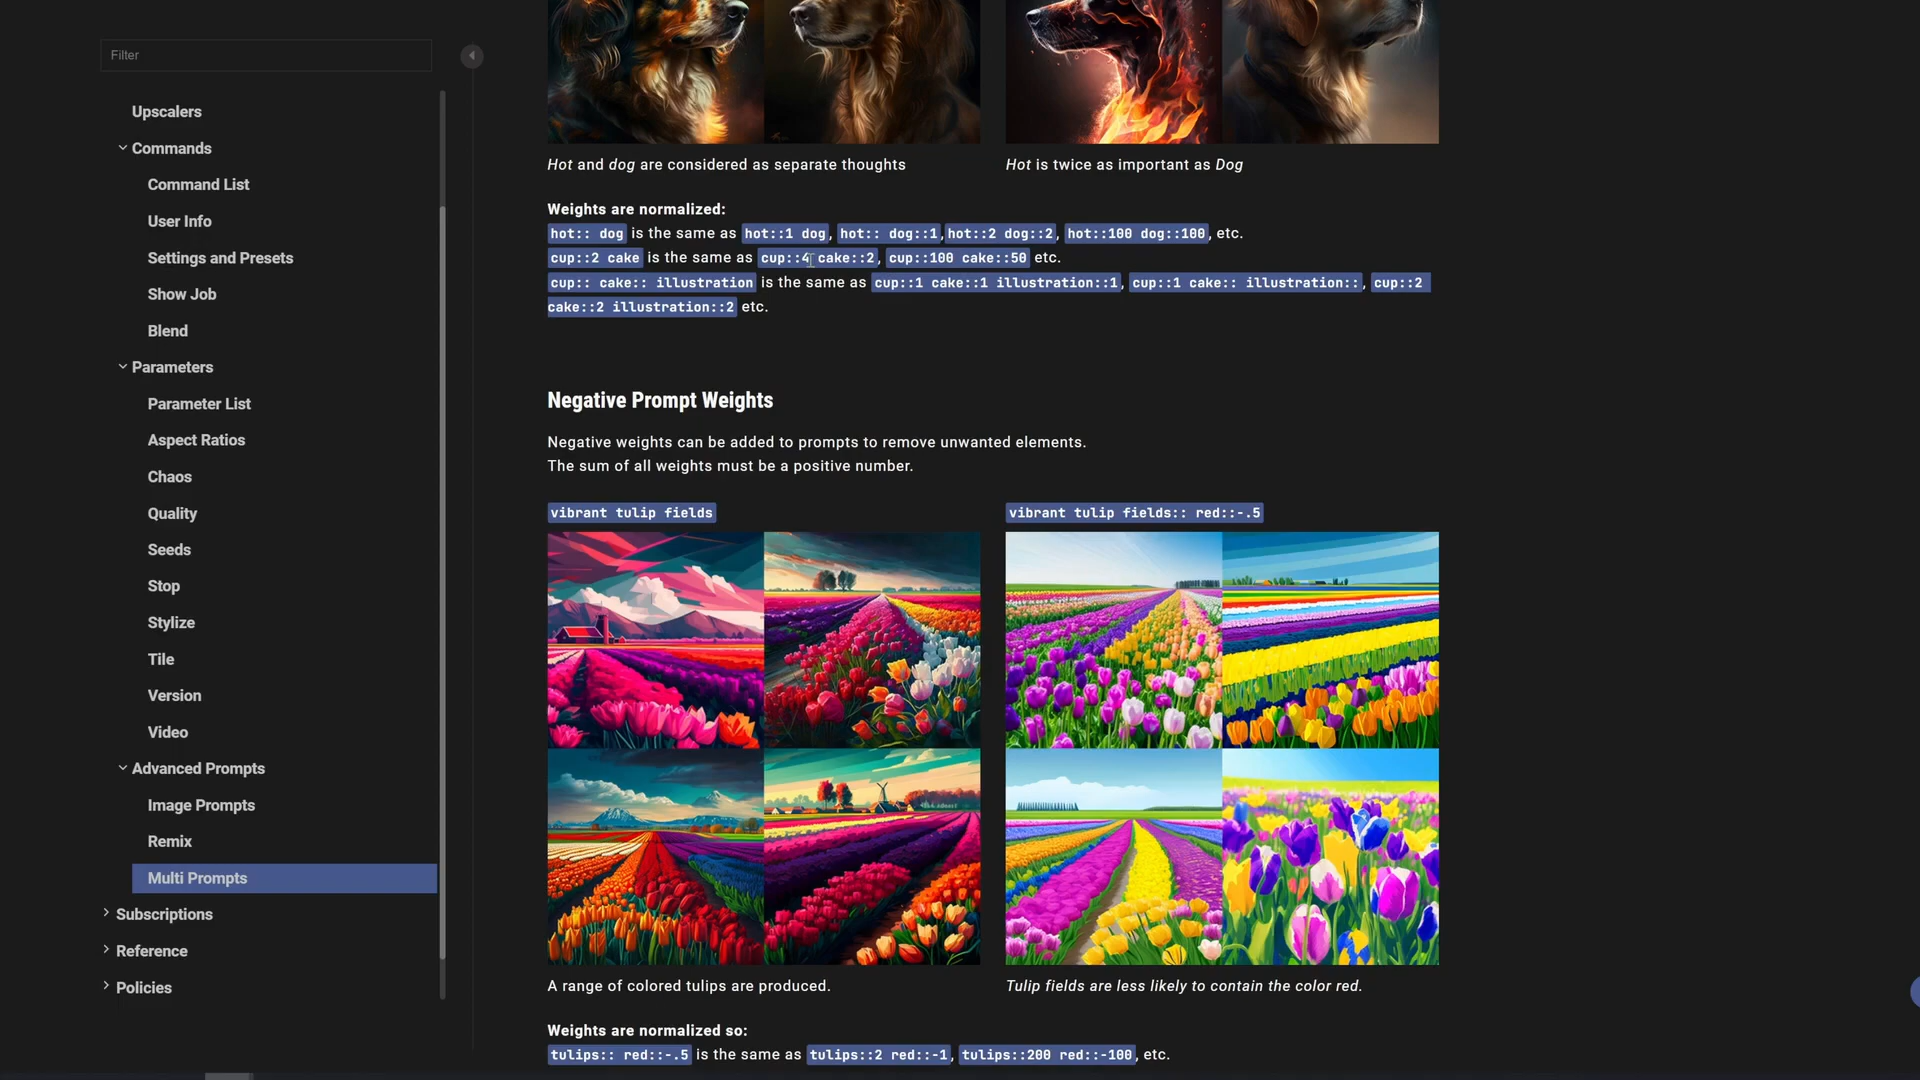 Filter
Upscalers
Commands
Command List
User Info
Settings and Presets
Show Job
Blend
Parameters
Parameter List
Aspect Ratios
Chaos
Quality
Seeds
Stop
Stylize
Tile
Version
Video
Advanced Prompts
Image Prompts
Remix
Multi Prompts
Subscriptions
Reference
Policies
Hot and dog are considered as separate thoughts
Hot is twice as important as Dog
Weights are normalized:
hot:: dog is the same as hot::1 dog, hot:: dog::1,hot::2 dog::2, hot::100 dog::100, etc.
cup::2 cake is the same as cup::4 cake::2, cup::100 cake::50 etc.
cup:: cake:: illustration is the same as cup::1 cake::1 illustration::1, cup::1 cake:: illustration::, cup::2
cake::2 illustration::2 etc.
Negative Prompt Weights
Negative weights can be added to prompts to remove unwanted elements.
The sum of all weights must be a positive number.
vibrant tulip fields
vibrant tulip fields:: red::-.5
A range of colored tulips are produced.
Tulip fields are less likely to contain the color red.
Weights are normalized so:
tulips:: red::-.5 is the same as tulips::2 red::-1, tulips::200 red::-100, etc.